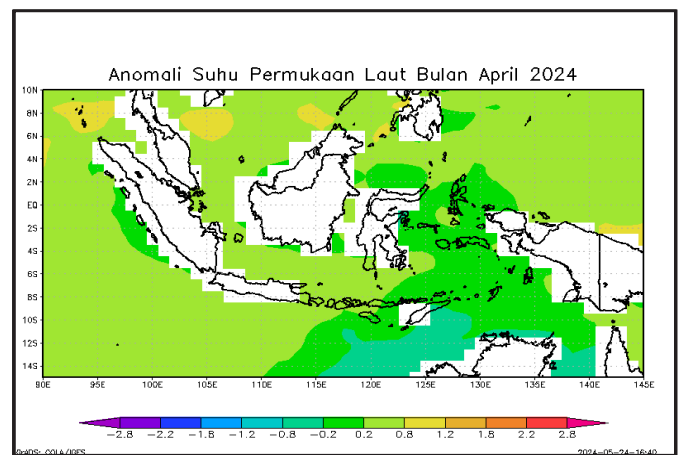 Anomali Suhu Permukaan Laut Bulan April 2024
10N
8N
6N
4N
2N
EQ
2S
4S
6S
8S
10S
12S
14S
90E 95E 100E 105E 110E 115E 120E 125E 130E 135E 140E 145E
-2.8 -2.2 -1.8 -1.2 -0.8 -0.2 0.2 0.8 1.2 1.8 2.2 2.8
GrADS: COLA/IGES 2024-05-24-16:40